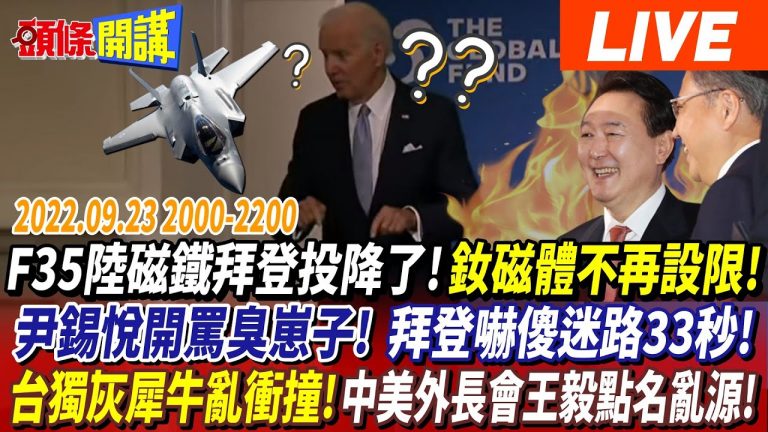 頭條開講
LIVE
THE
GLOBAL
FUND
? ??
2022.09.23 2000-2200
F35陸磁鐵拜登投降了!釹磁體不再設限!
尹錫悅開罵臭崽子! 拜登嚇傻迷路33秒!
台獨灰犀牛亂衝撞!中美外長會王毅點名亂源!